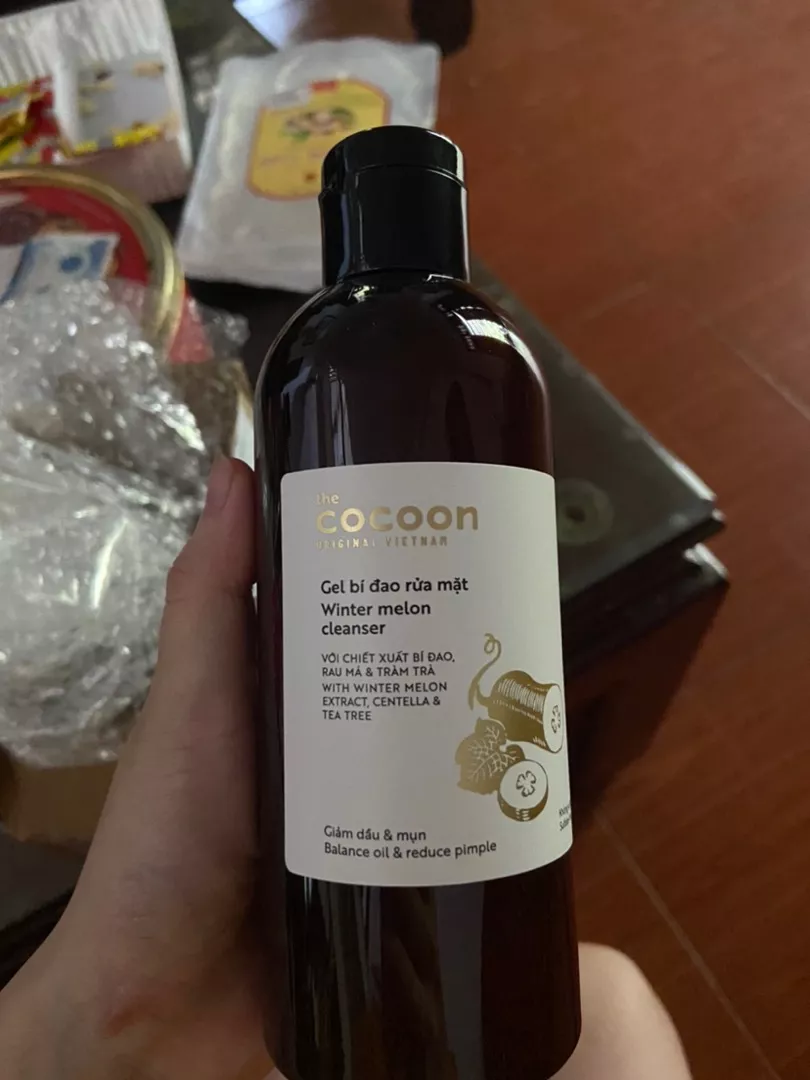 the
cocoon
ORIGINAL VIETNAM
Gel bí đao rửa mặt
Winter melon
cleanser
VỚI CHIẾT XUẤT BÍ ĐAO,
RAU MÁ & TRÀM TRÀ
WITH WINTER MELON
EXTRACT, CENTELLA &
TEA TREE
Giảm dầu & mụn
Balance oil & reduce pimple